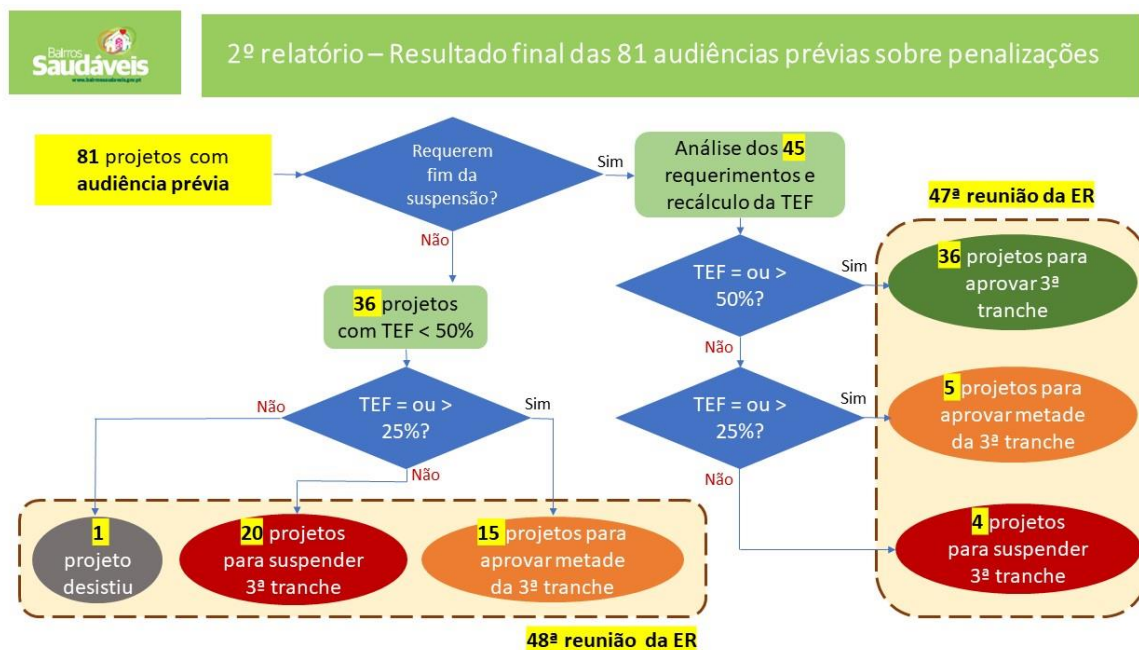 Bairros
Saudáveis
www.bairrossaudaveis.gov.pt
2º relatório – Resultado final das 81 audiências prévias sobre penalizações
81 projetos com
audiência prévia
Requerem
fim da
suspensão?
Sim
Análise dos 45
requerimentos e
recálculo da TEF
47ª reunião da ER
Não
TEF = ou >
50%?
Sim
36 projetos para
aprovar 3ª
tranche
36 projetos
com TEF < 50%
Não
Não
TEF = ou >
25%?
Sim
TEF = ou >
25%?
Sim
5 projetos para
aprovar metade
da 3ª tranche
Não
Não
1
projeto
desistiu
20 projetos
para suspender
3ª tranche
15 projetos para
aprovar metade
da 3ª tranche
4 projetos
para suspender
3ª tranche
48ª reunião da ER